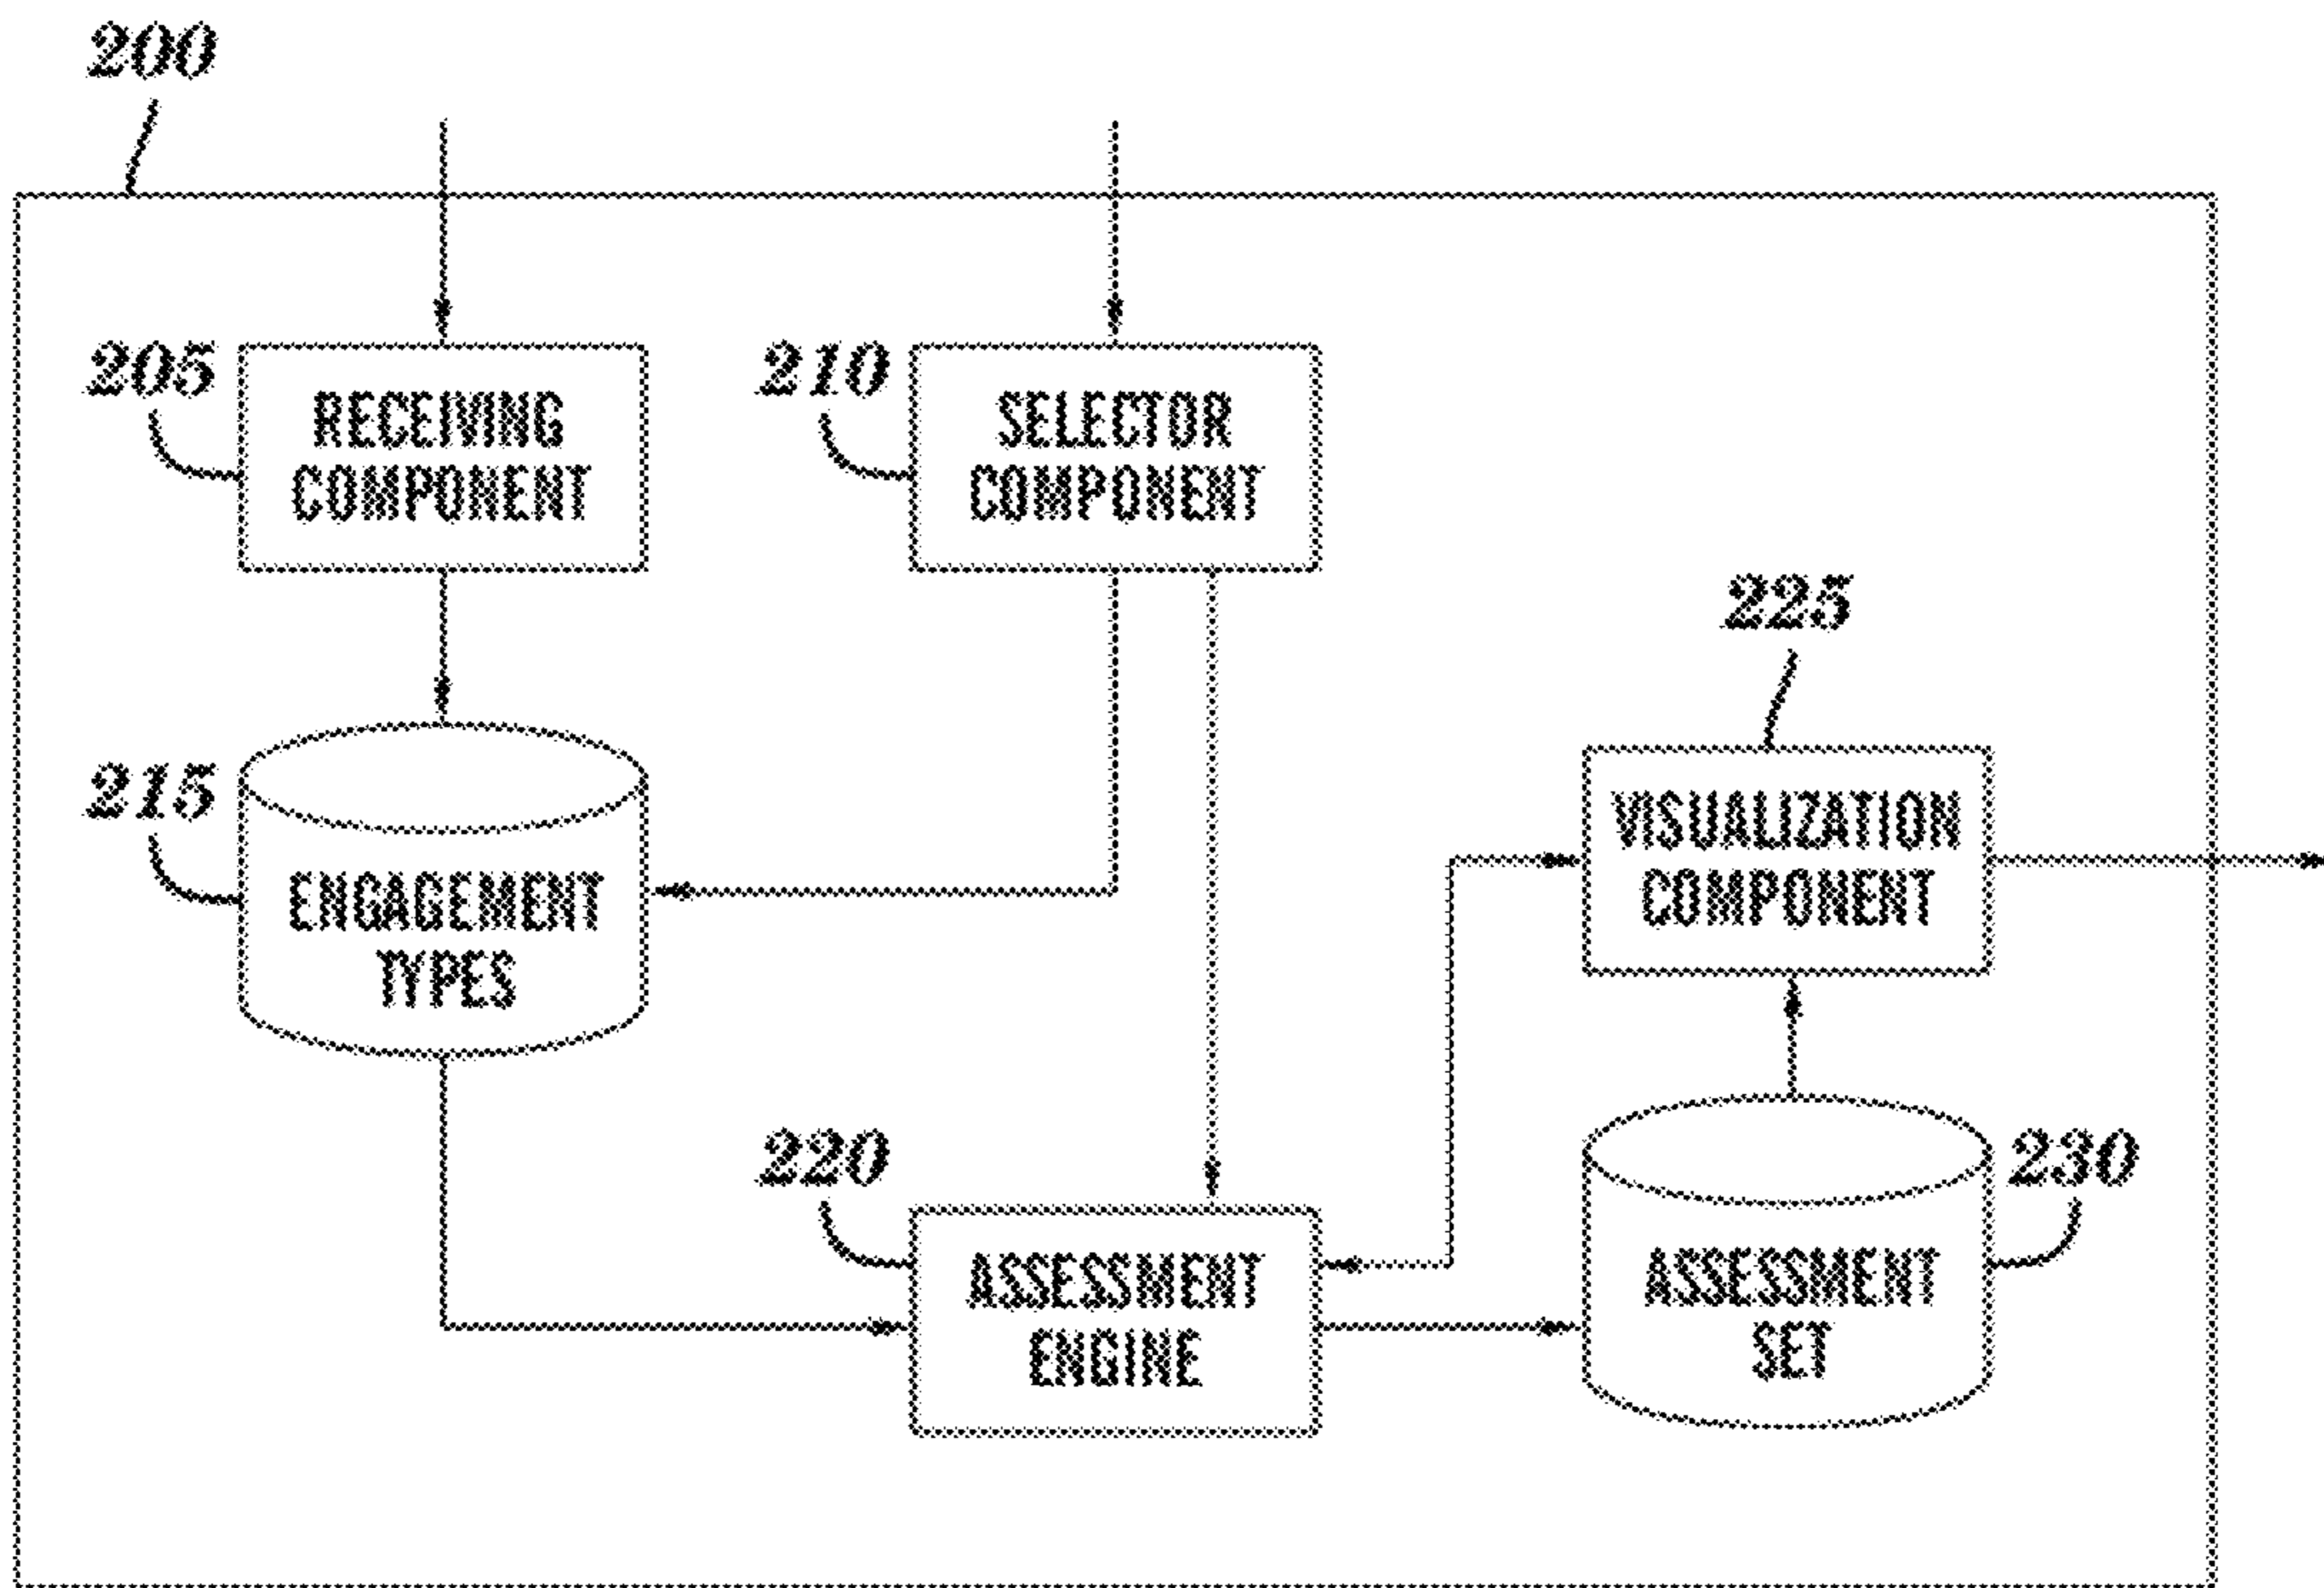 200
205
RECEIVING
COMPONENT
210
SELECTOR
COMPONENT
225
215
ENGAGEMENT
TYPES
VISUALIZATION
COMPONENT
220
ASSESSMENT
ENGINE
230
ASSESSMENT
SET